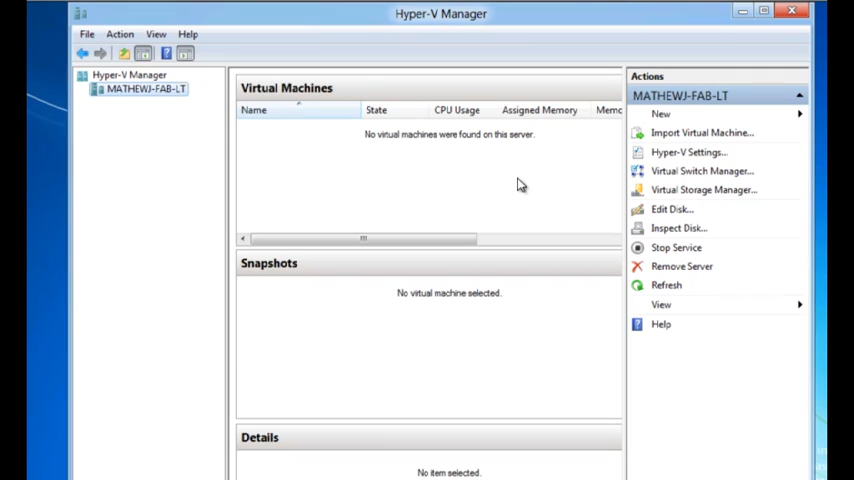 Hyper-V Manager
File Action View Help
Hyper-V Manager
MATHEWJ-FAB-LT
Virtual Machines
Name State CPU Usage Assigned Memory Memo
No virtual machines were found on this server.
Snapshots
No virtual machine selected.
Details
No item selected.
Actions
MATHEWJ-FAB-LT
New
Import Virtual Machine...
Hyper-V Settings...
Virtual Switch Manager...
Virtual Storage Manager...
Edit Disk...
Inspect Disk...
Stop Service
Remove Server
Refresh
View
Help